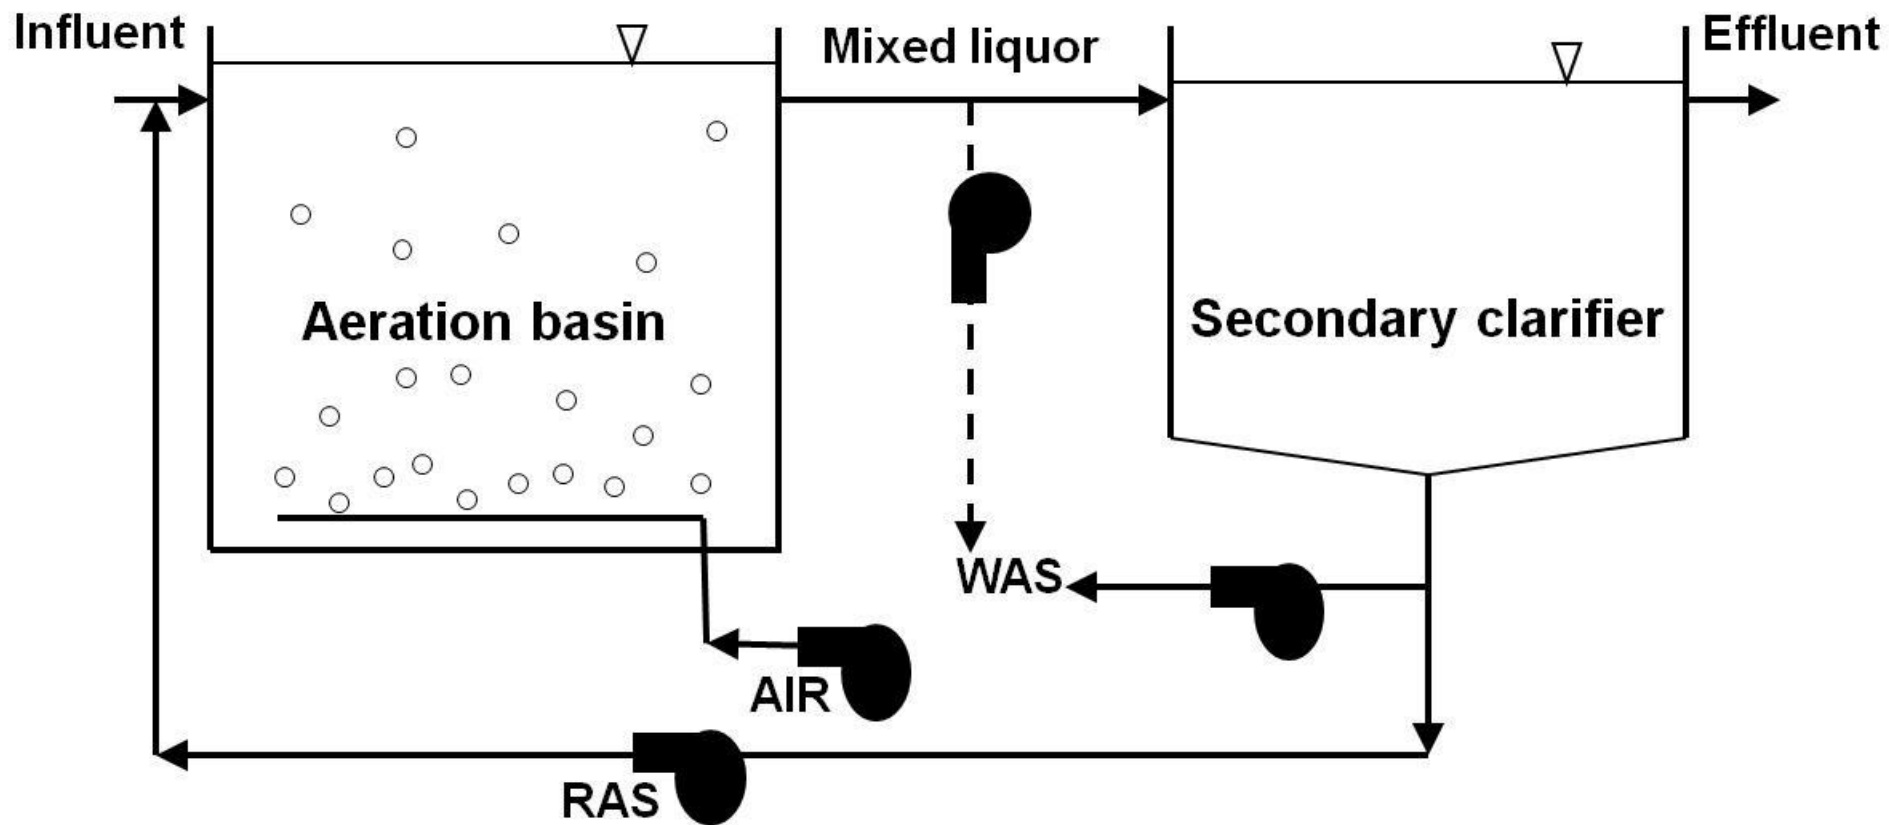 Influent
Mixed liquor
Effluent
Aeration basin
Secondary clarifier
WAS
AIR
RAS